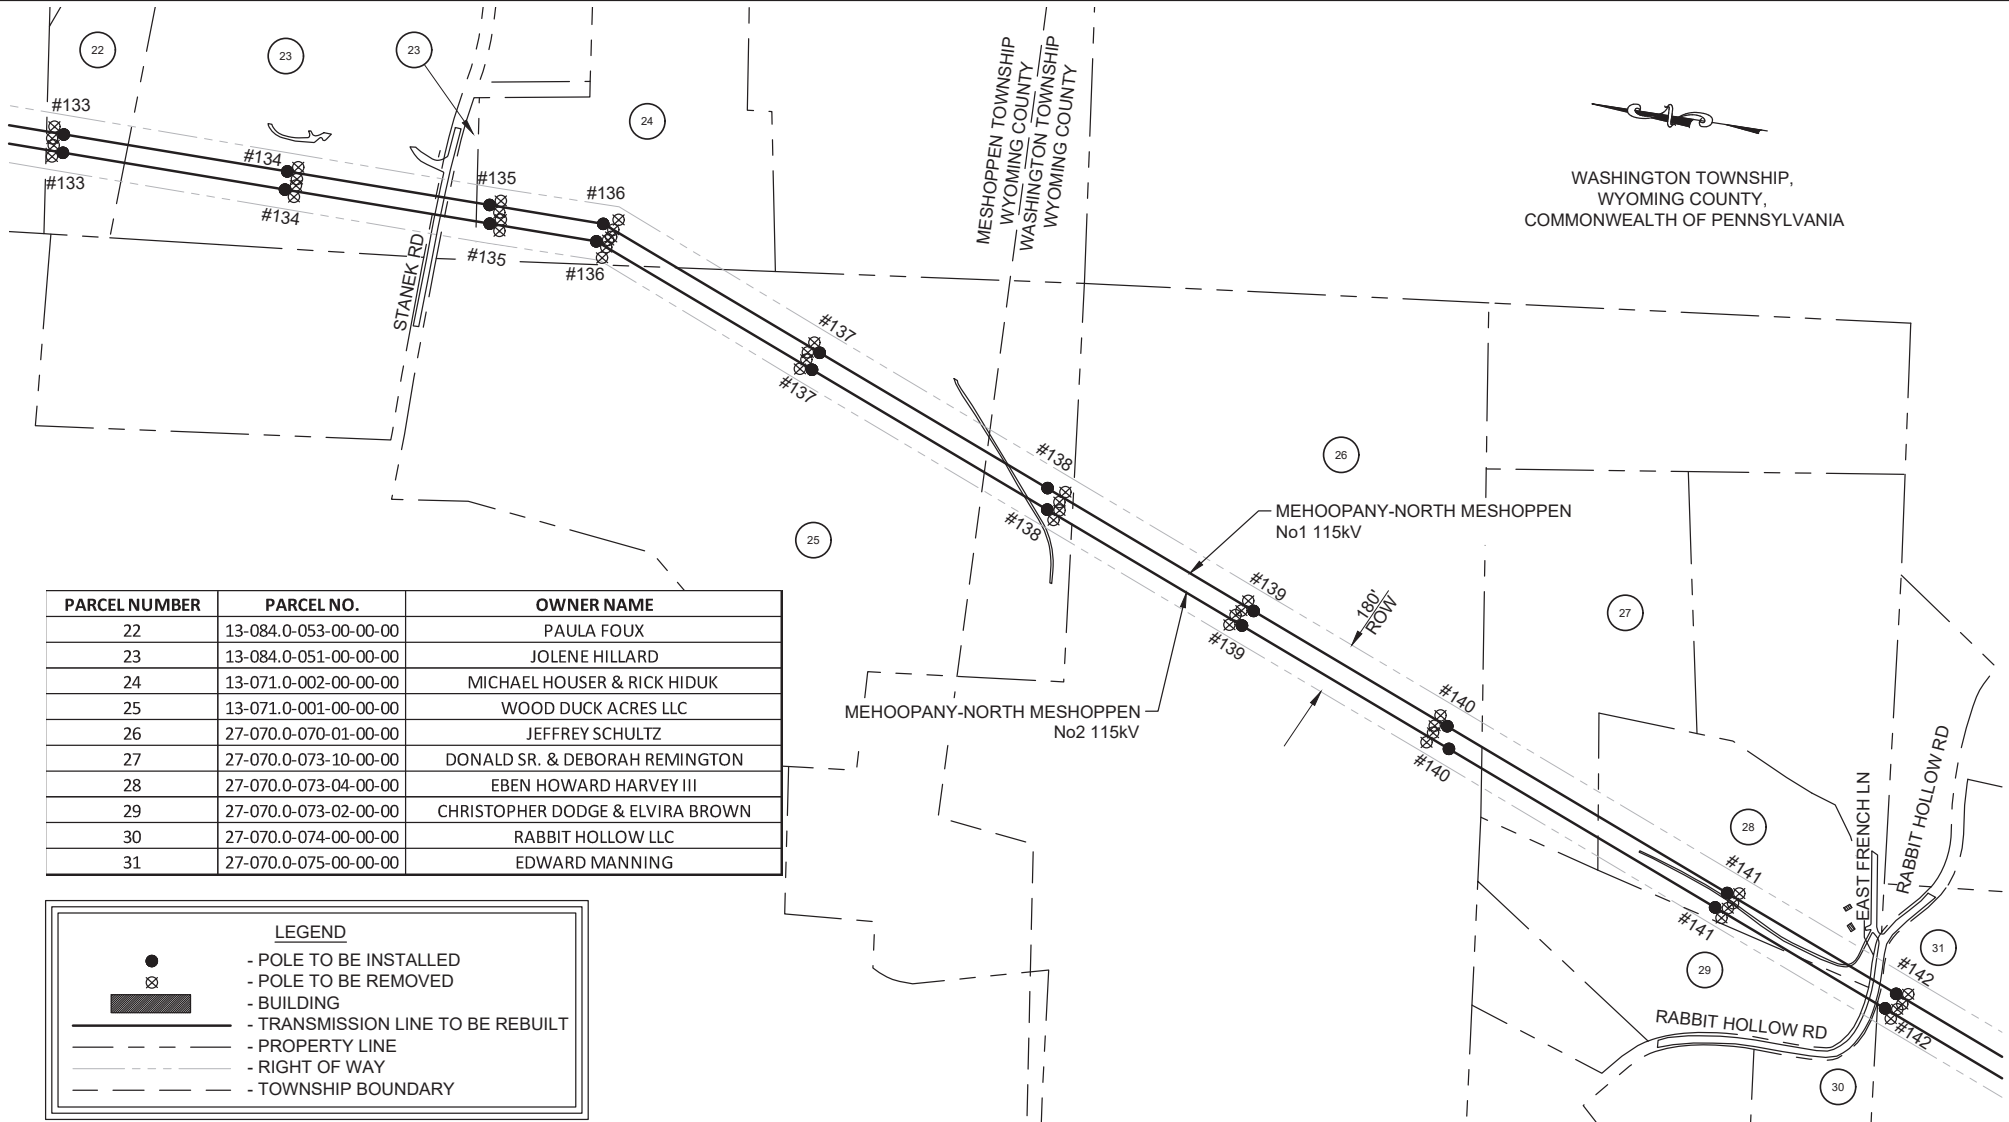 22
23
23
24
#133
#133
#134
#134
#135
#135
#136
#136
STANEK RD
MESHOPPEN TOWNSHIP
WYOMING COUNTY
WASHINGTON TOWNSHIP
WYOMING COUNTY
WASHINGTON TOWNSHIP,
WYOMING COUNTY,
COMMONWEALTH OF PENNSYLVANIA
#137
#137
#138
#138
25
26
MEHOOPANY-NORTH MESHOPPEN
No1 115kV
#139
#139
180'
ROW
27
MEHOOPANY-NORTH MESHOPPEN
No2 115kV
#140
#140
28
EAST FRENCH LN
RABBIT HOLLOW RD
#141
#141
29
31
#142
#142
RABBIT HOLLOW RD
30
PARCEL NUMBER PARCEL NO. OWNER NAME
22 13-084.0-053-00-00-00 PAULA FOUX
23 13-084.0-051-00-00-00 JOLENE HILLARD
24 13-071.0-002-00-00-00 MICHAEL HOUSER & RICK HIDUK
25 13-071.0-001-00-00-00 WOOD DUCK ACRES LLC
26 27-070.0-070-01-00-00 JEFFREY SCHULTZ
27 27-070.0-073-10-00-00 DONALD SR. & DEBORAH REMINGTON
28 27-070.0-073-04-00-00 EBEN HOWARD HARVEY III
29 27-070.0-073-02-00-00 CHRISTOPHER DODGE & ELVIRA BROWN
30 27-070.0-074-00-00-00 RABBIT HOLLOW LLC
31 27-070.0-075-00-00-00 EDWARD MANNING
LEGEND
- POLE TO BE INSTALLED
- POLE TO BE REMOVED
- BUILDING
- TRANSMISSION LINE TO BE REBUILT
- PROPERTY LINE
- RIGHT OF WAY
- TOWNSHIP BOUNDARY